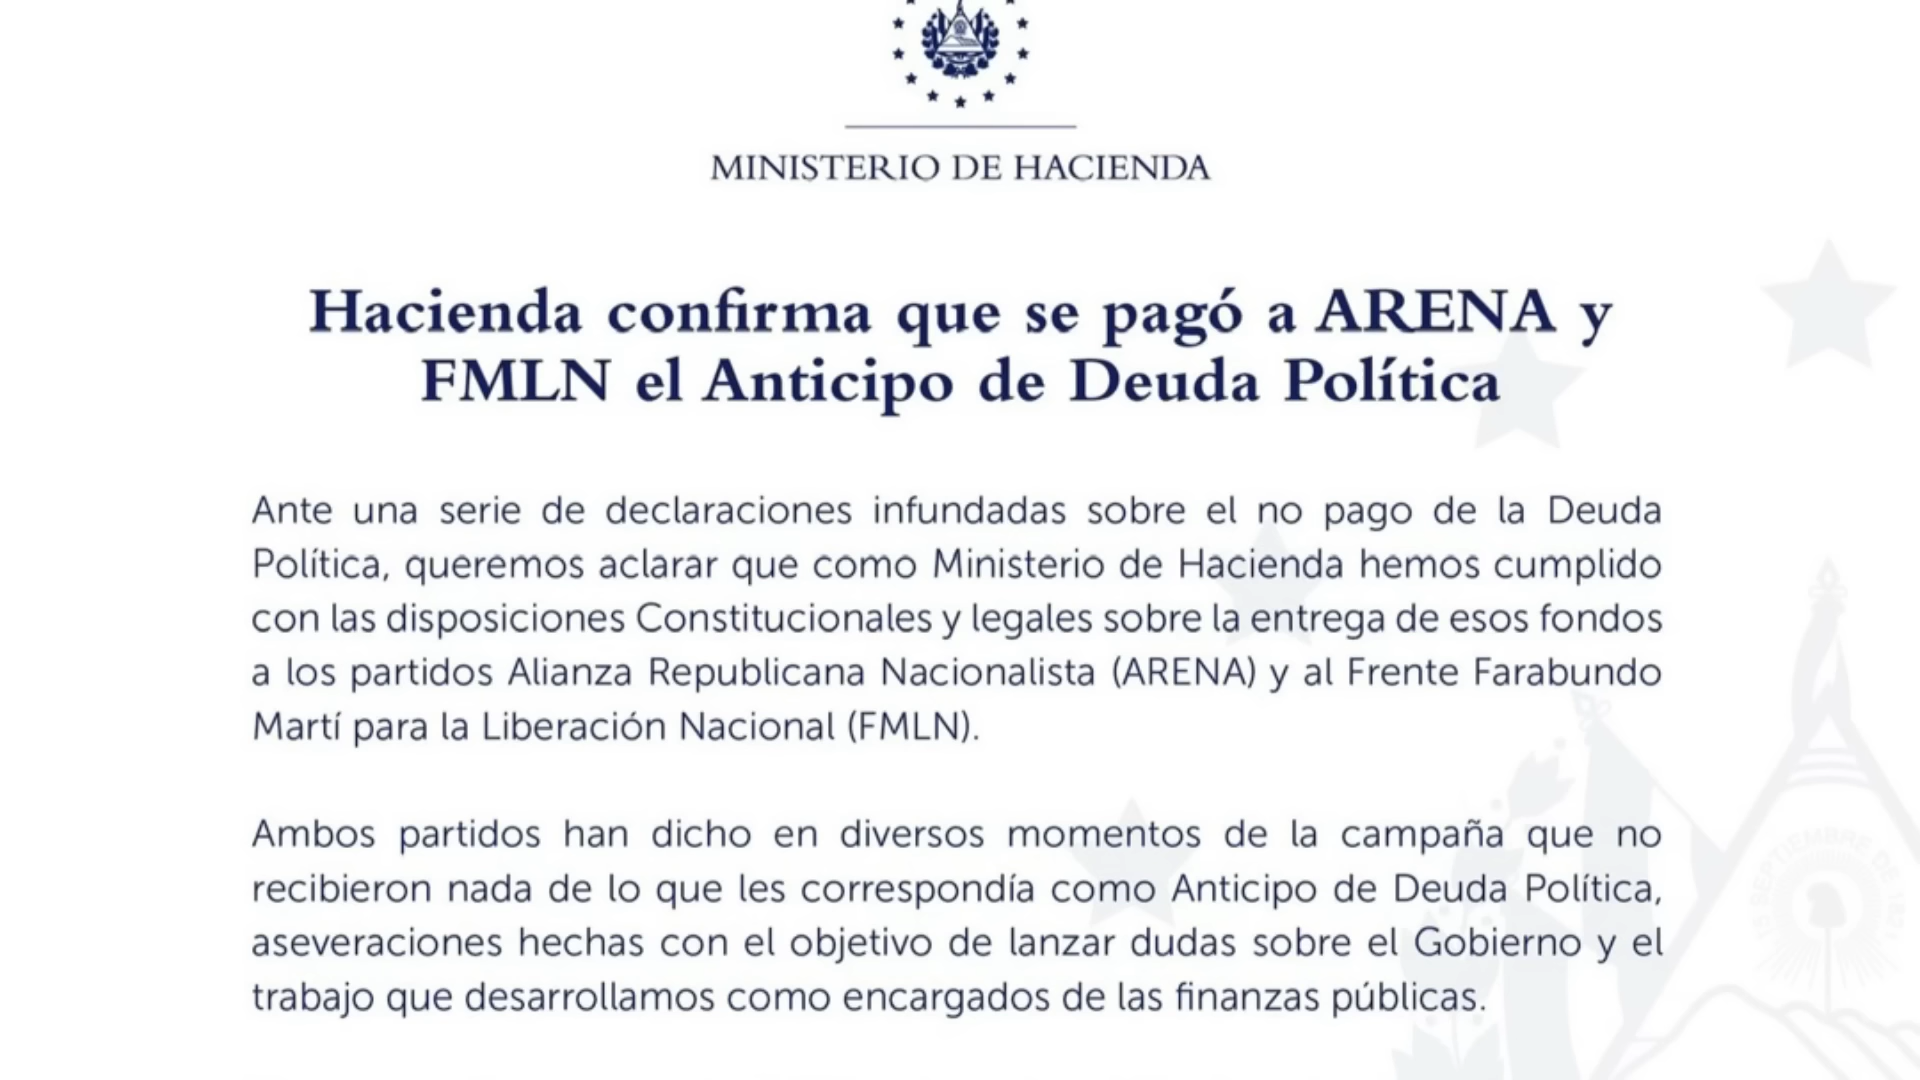 MINISTERIO DE HACIENDA
Hacienda confirma que se pagó a ARENA y
FMLN el Anticipo de Deuda Política
Ante una serie de declaraciones infundadas sobre el no pago de la Deuda
Política, queremos aclarar que como Ministerio de Hacienda hemos cumplido
con las disposiciones Constitucionales y legales sobre la entrega de esos fondos
a los partidos Alianza Republicana Nacionalista (ARENA) y al Frente Farabundo
Martí para la Liberación Nacional (FMLN).
Ambos partidos han dicho en diversos momentos de la campaña que no
recibieron nada de lo que les correspondía como Anticipo de Deuda Política,
aseveraciones hechas con el objetivo de lanzar dudas sobre el Gobierno y el
trabajo que desarrollamos como encargados de las finanzas públicas.
15 SEPTIEMBRE DE 1821